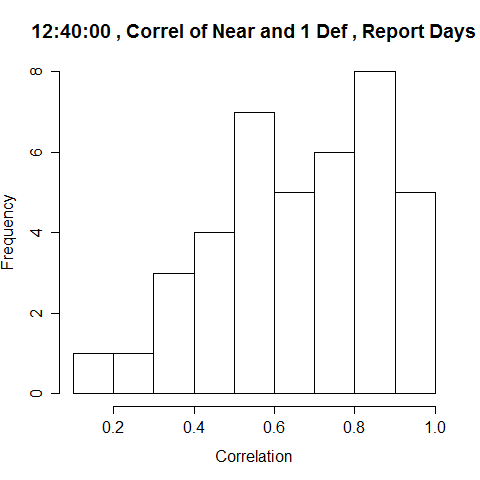 12:40:00 , Correl of Near and 1 Def , Report Days
8
6
4
2
0
Frequency
0.2 0.4 0.6 0.8 1.0
Correlation